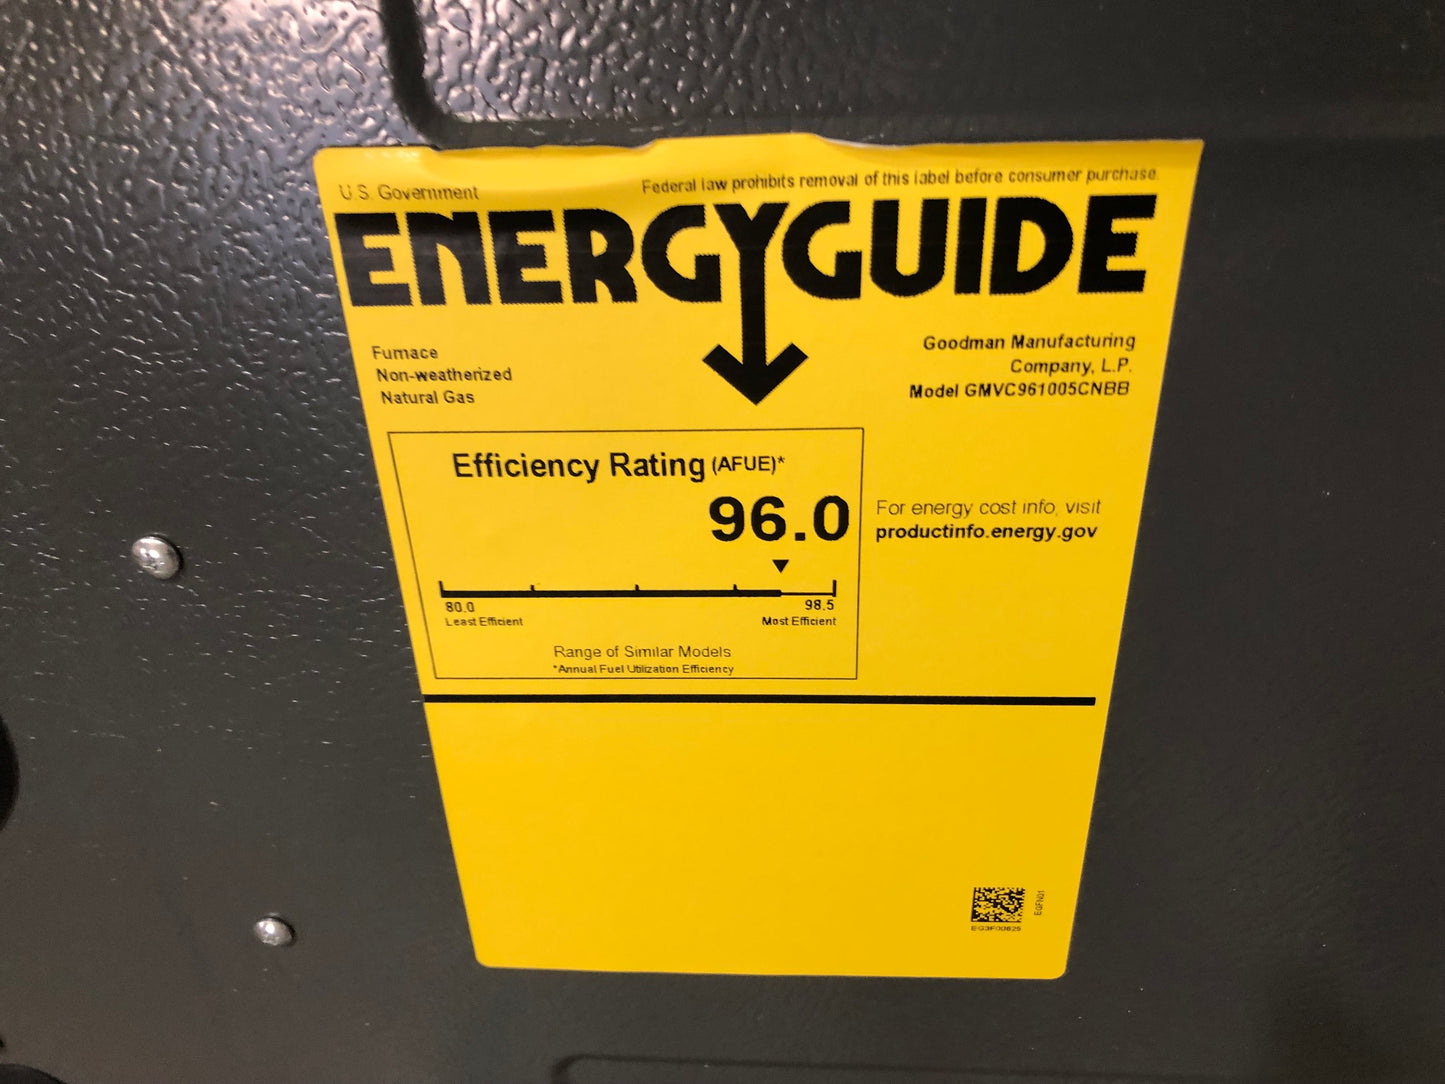 U.S. Government
Federal law prohibits removal of this label before consumer purchase.
ENERGYGUIDE
Furnace
Non-weatherized
Natural Gas
Goodman Manufacturing
Company, L.P.
Model GMVC961005CNBB
Efficiency Rating (AFUE)*
96.0
80.0
Least Efficient
98.5
Most Efficient
Range of Similar Models
*Annual Fuel Utilization Efficiency
For energy cost info, visit
productinfo.energy.gov
EGFN01
EG3F00829